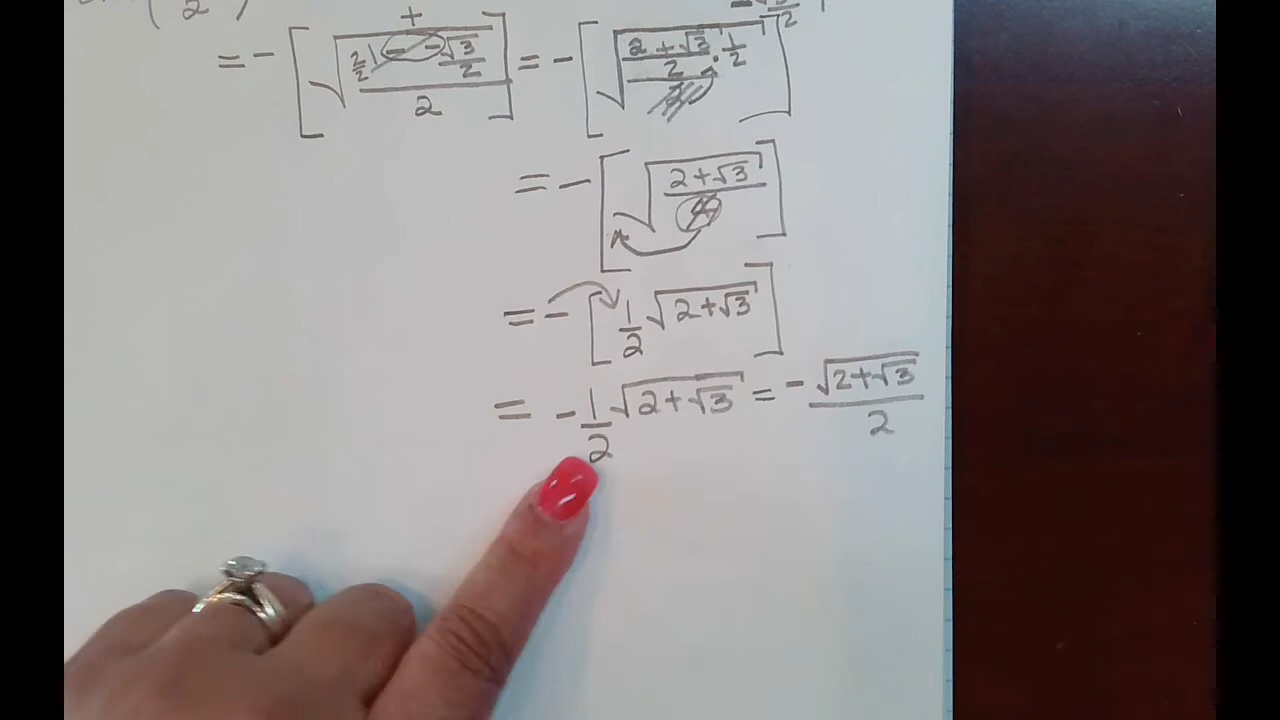 = - [ √((2/2 1 - -√3/2)/2) ] + = - [ √((2+√3)/2 · 1/2) ]
= - [ √((2+√3)/4) ]
= - [ 1/2 √(2+√3) ]
= - 1/2 √(2+√3) = - √(2+√3)/2